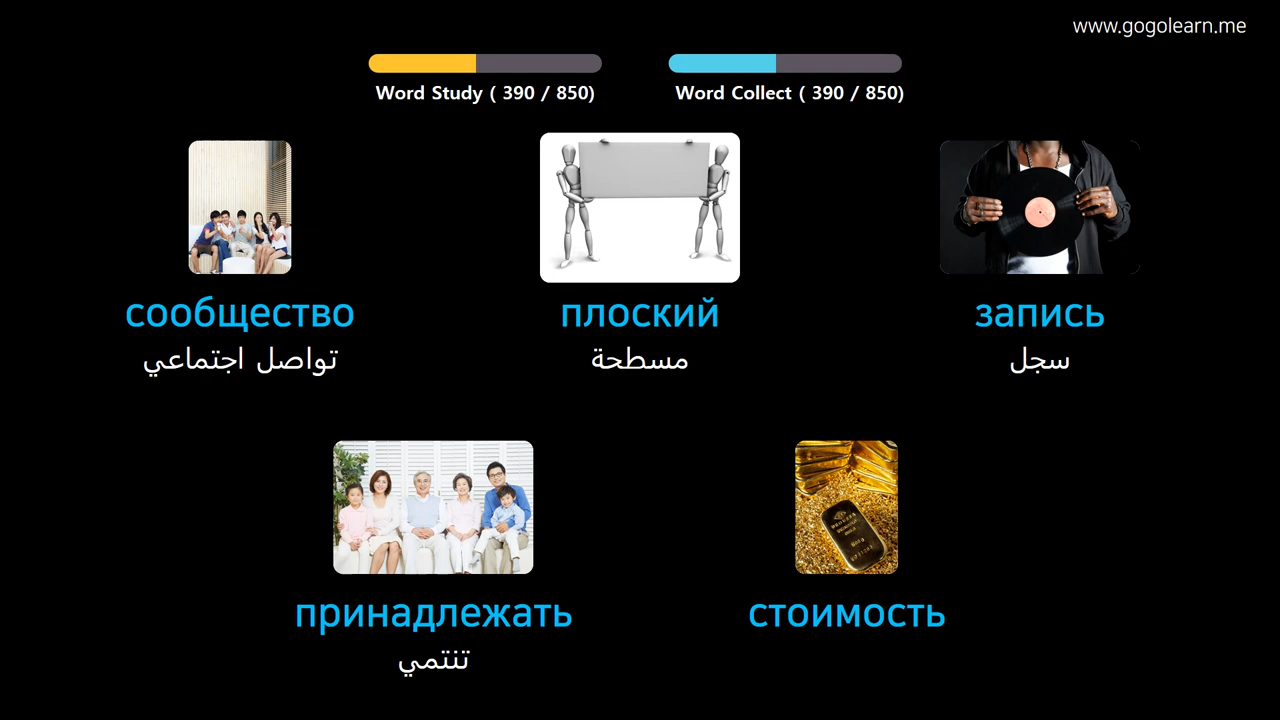 www.gogolearn.me
Word Study ( 390 / 850)
Word Collect ( 390 / 850)
сообщество
تواصل اجتماعي
плоский
مسطحة
запись
سجل
принадлежать
تنتمي
стоимость